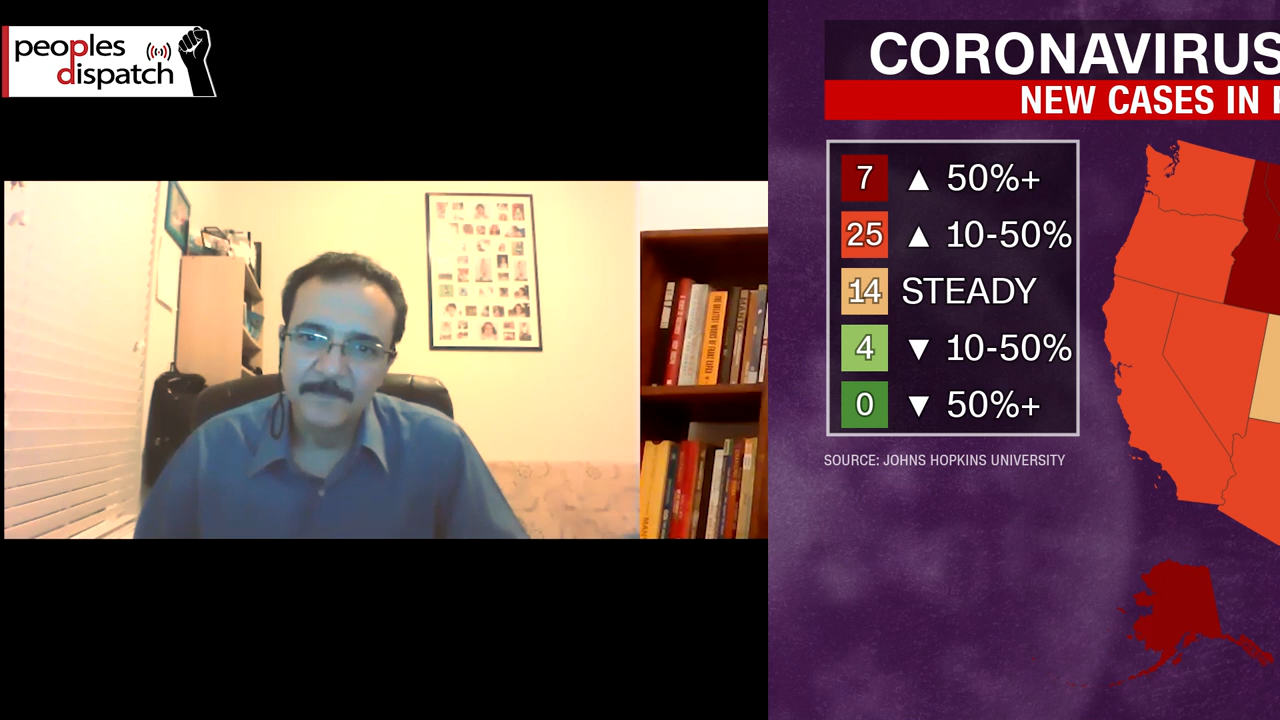 peoples
dispatch
CORONAVIRUS
NEW CASES IN
7 ▲ 50%+
25 ▲ 10-50%
14 STEADY
4 ▼ 10-50%
0 ▼ 50%+
SOURCE: JOHNS HOPKINS UNIVERSITY